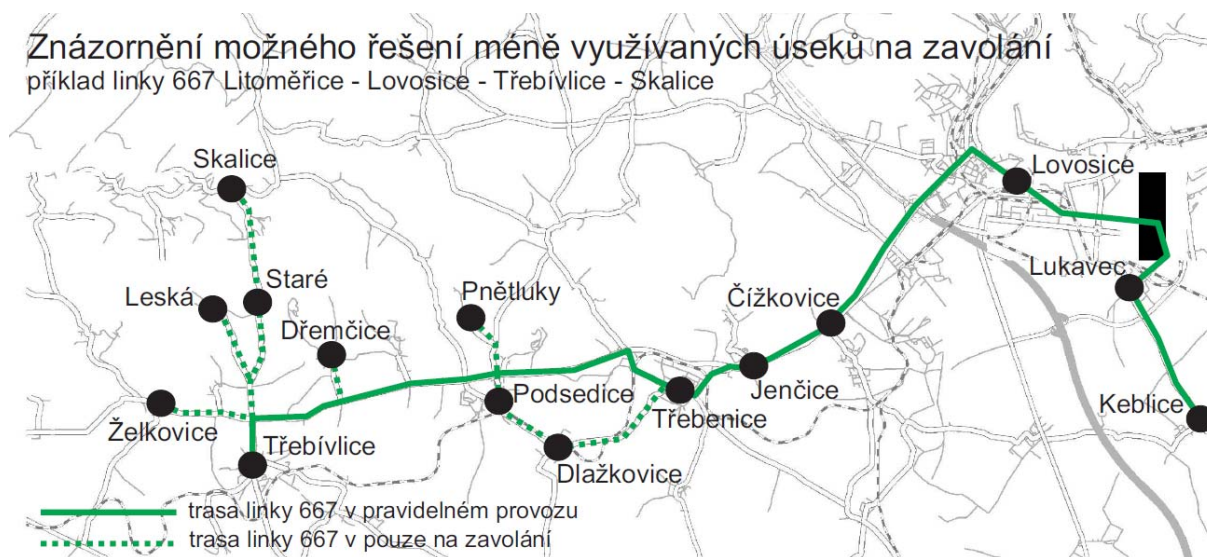 Znázornění možného řešení méně využívaných úseků na zavolání
příklad linky 667 Litoměřice - Lovosice - Třebívlice - Skalice
Skalice
Lovosice
Lukavec
Leská
Staré
Pnětluky
Čížkovice
Dřemčice
Jenčice
Podsedice
Třebenice
Keblice
Želkovice
Třebívlice
Dlažkovice
trasa linky 667 v pravidelném provozu
trasa linky 667 v pouze na zavolání